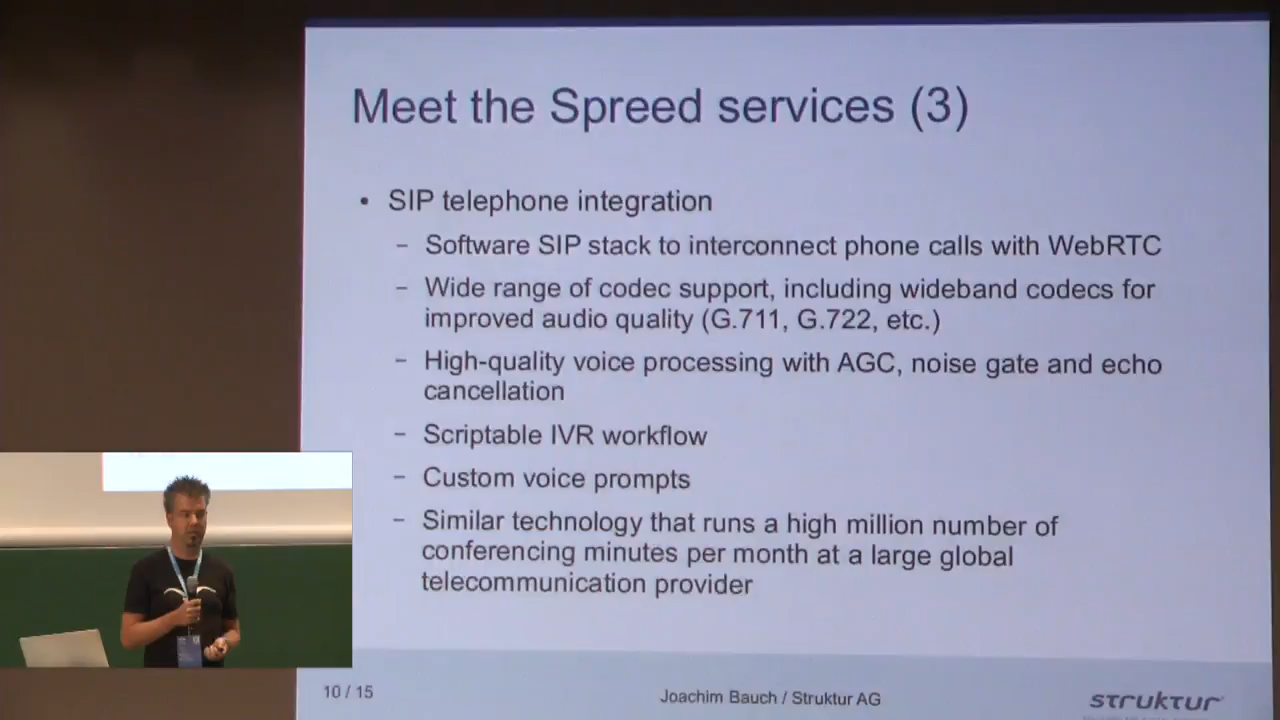 Meet the Spreed services (3)
• SIP telephone integration
– Software SIP stack to interconnect phone calls with WebRTC
– Wide range of codec support, including wideband codecs for
improved audio quality (G.711, G.722, etc.)
– High-quality voice processing with AGC, noise gate and echo
cancellation
– Scriptable IVR workflow
– Custom voice prompts
– Similar technology that runs a high million number of
conferencing minutes per month at a large global
telecommunication provider
10 / 15
Joachim Bauch / Struktur AG
struktur